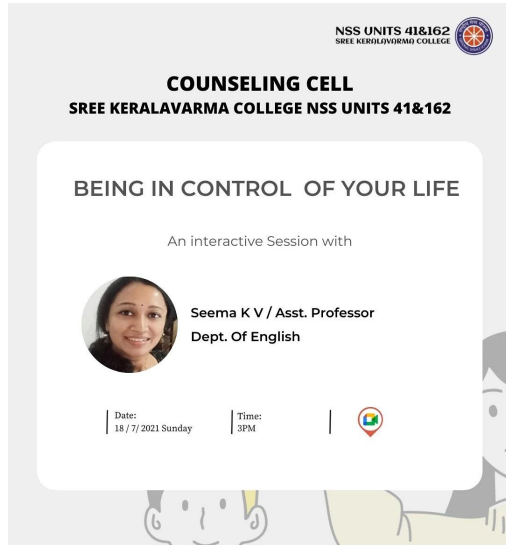 NSS UNITS 41&162
SREE KERALAVARMA COLLEGE
COUNSELING CELL
SREE KERALAVARMA COLLEGE NSS UNITS 41&162
BEING IN CONTROL OF YOUR LIFE
An interactive Session with
Seema K V / Asst. Professor
Dept. Of English
Date:
18 / 7/ 2021 Sunday
Time:
3PM